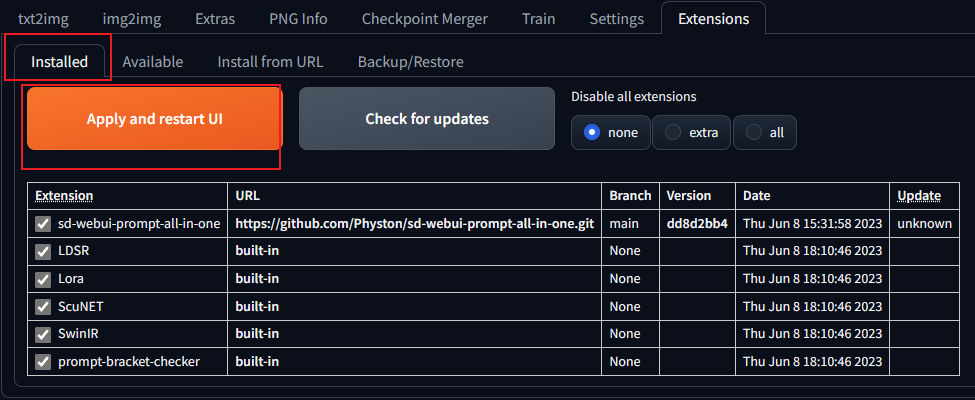 txt2img img2img Extras PNG Info Checkpoint Merger Train Settings Extensions
Installed Available Install from URL Backup/Restore
Disable all extensions
Apply and restart UI Check for updates none extra all
Extension URL Branch Version Date Update
sd-webui-prompt-all-in-one https://github.com/Physton/sd-webui-prompt-all-in-one.git main dd8d2bb4 Thu Jun 8 15:31:58 2023 unknown
LDSR built-in None Thu Jun 8 18:10:46 2023
Lora built-in None Thu Jun 8 18:10:46 2023
ScuNET built-in None Thu Jun 8 18:10:46 2023
SwinIR built-in None Thu Jun 8 18:10:46 2023
prompt-bracket-checker built-in None Thu Jun 8 18:10:46 2023